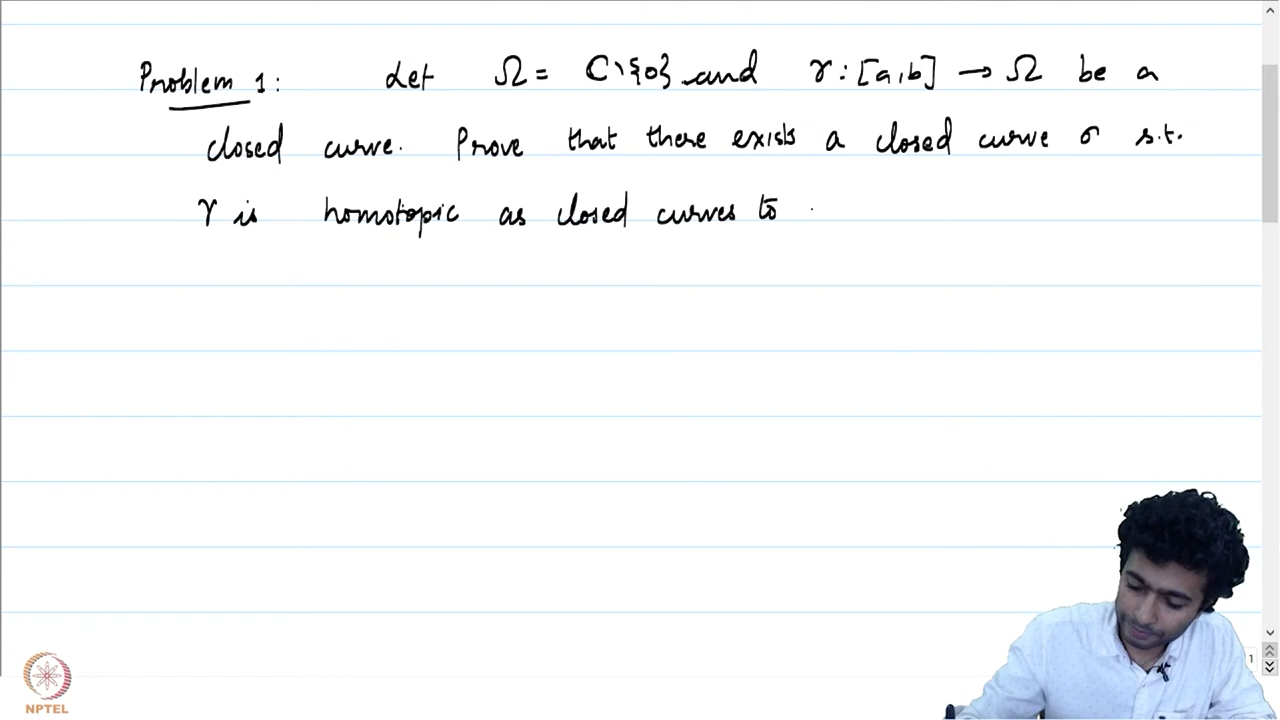 Problem 1: Let Ω = ℂ\{0} and γ : [a,b] → Ω be a
closed curve. Prove that there exists a closed curve σ s.t.
γ is homotopic as closed curves to
1
NPTEL